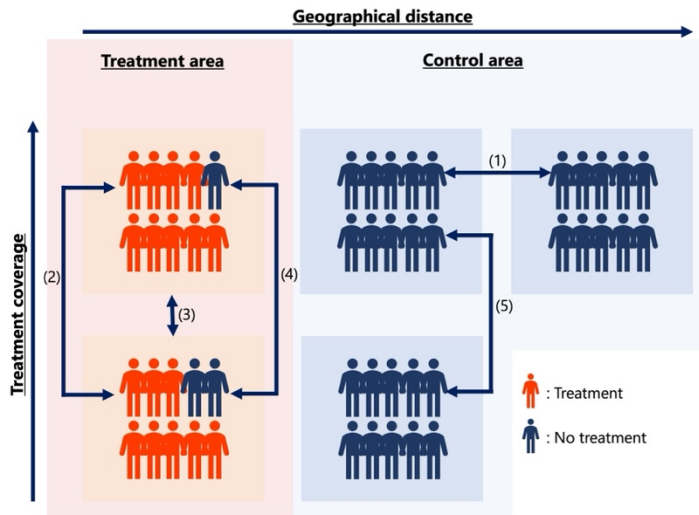 Geographical distance
Treatment area
Control area
Treatment coverage
(1)
(2)
(3)
(4)
(5)
: Treatment
: No treatment